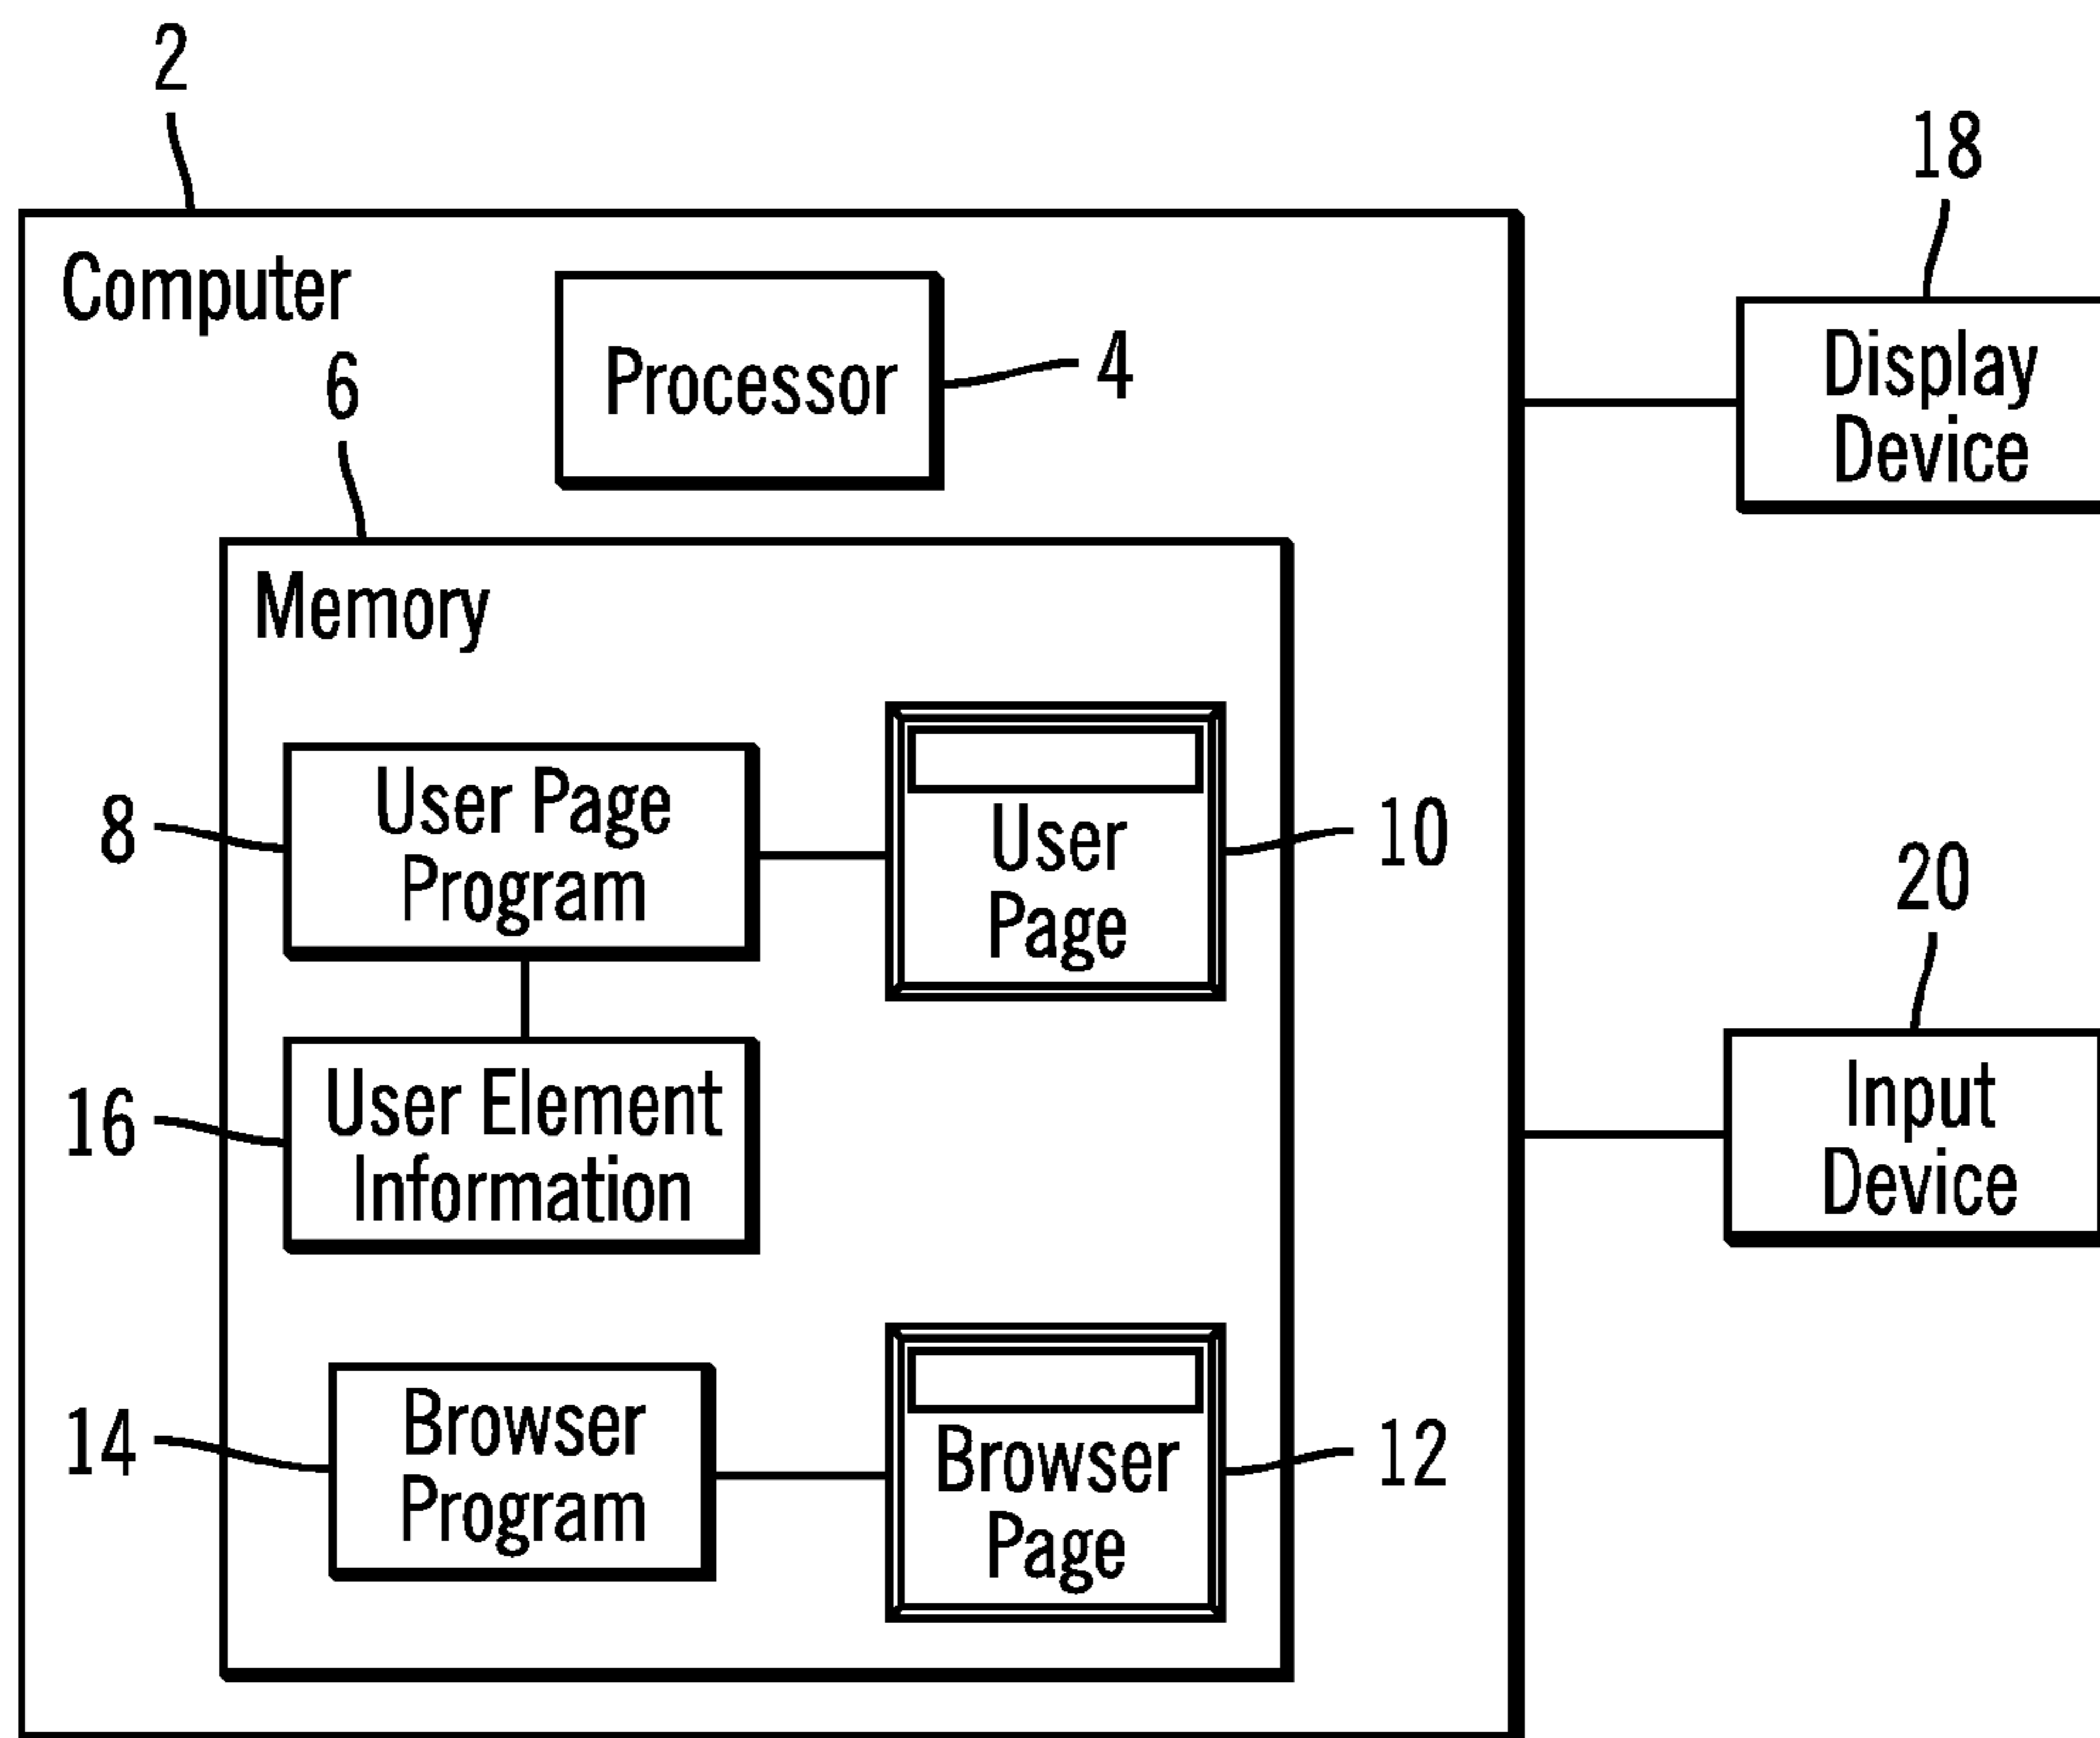 2
18
Computer
Processor
4
Display
Device
6
Memory
User Page
Program
8
User
Page
10
20
Input
Device
User Element
Information
16
Browser
Program
14
Browser
Page
12